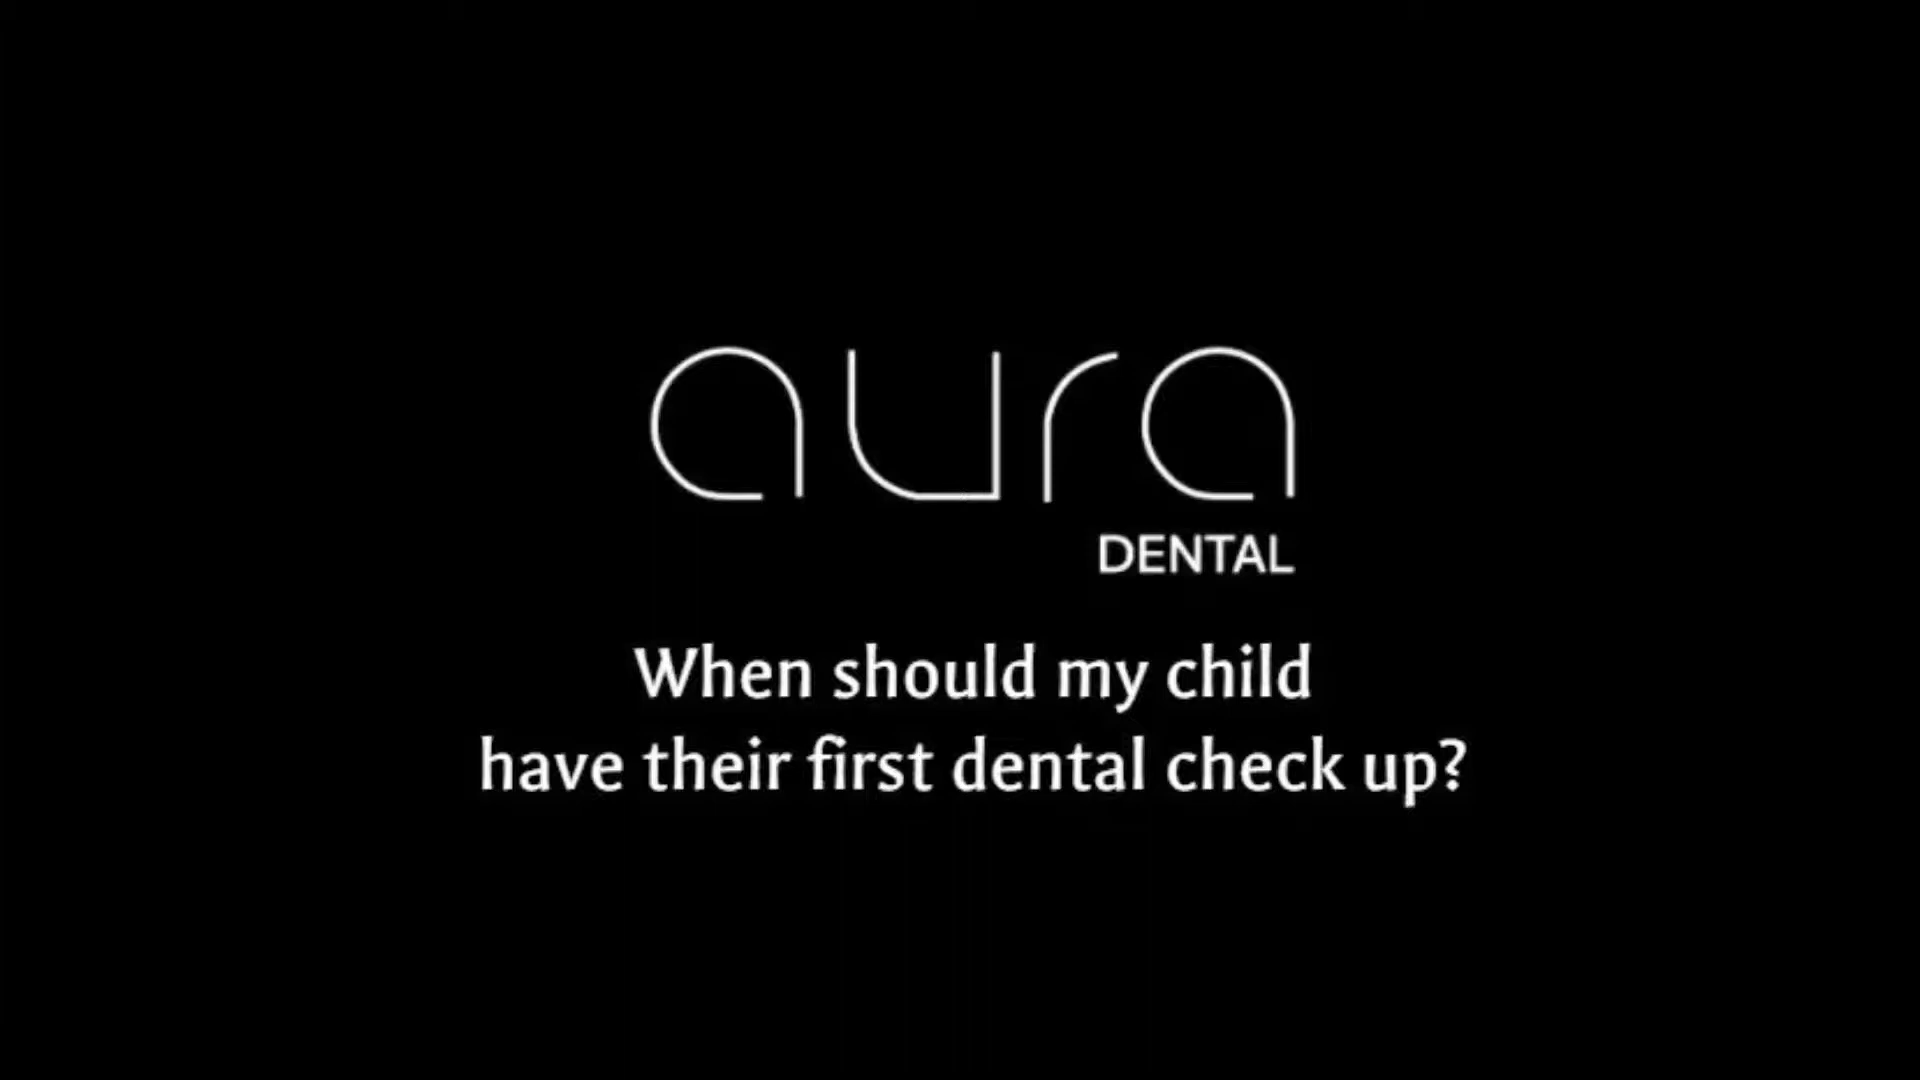 aura
DENTAL
When should my child
have their first dental check up?